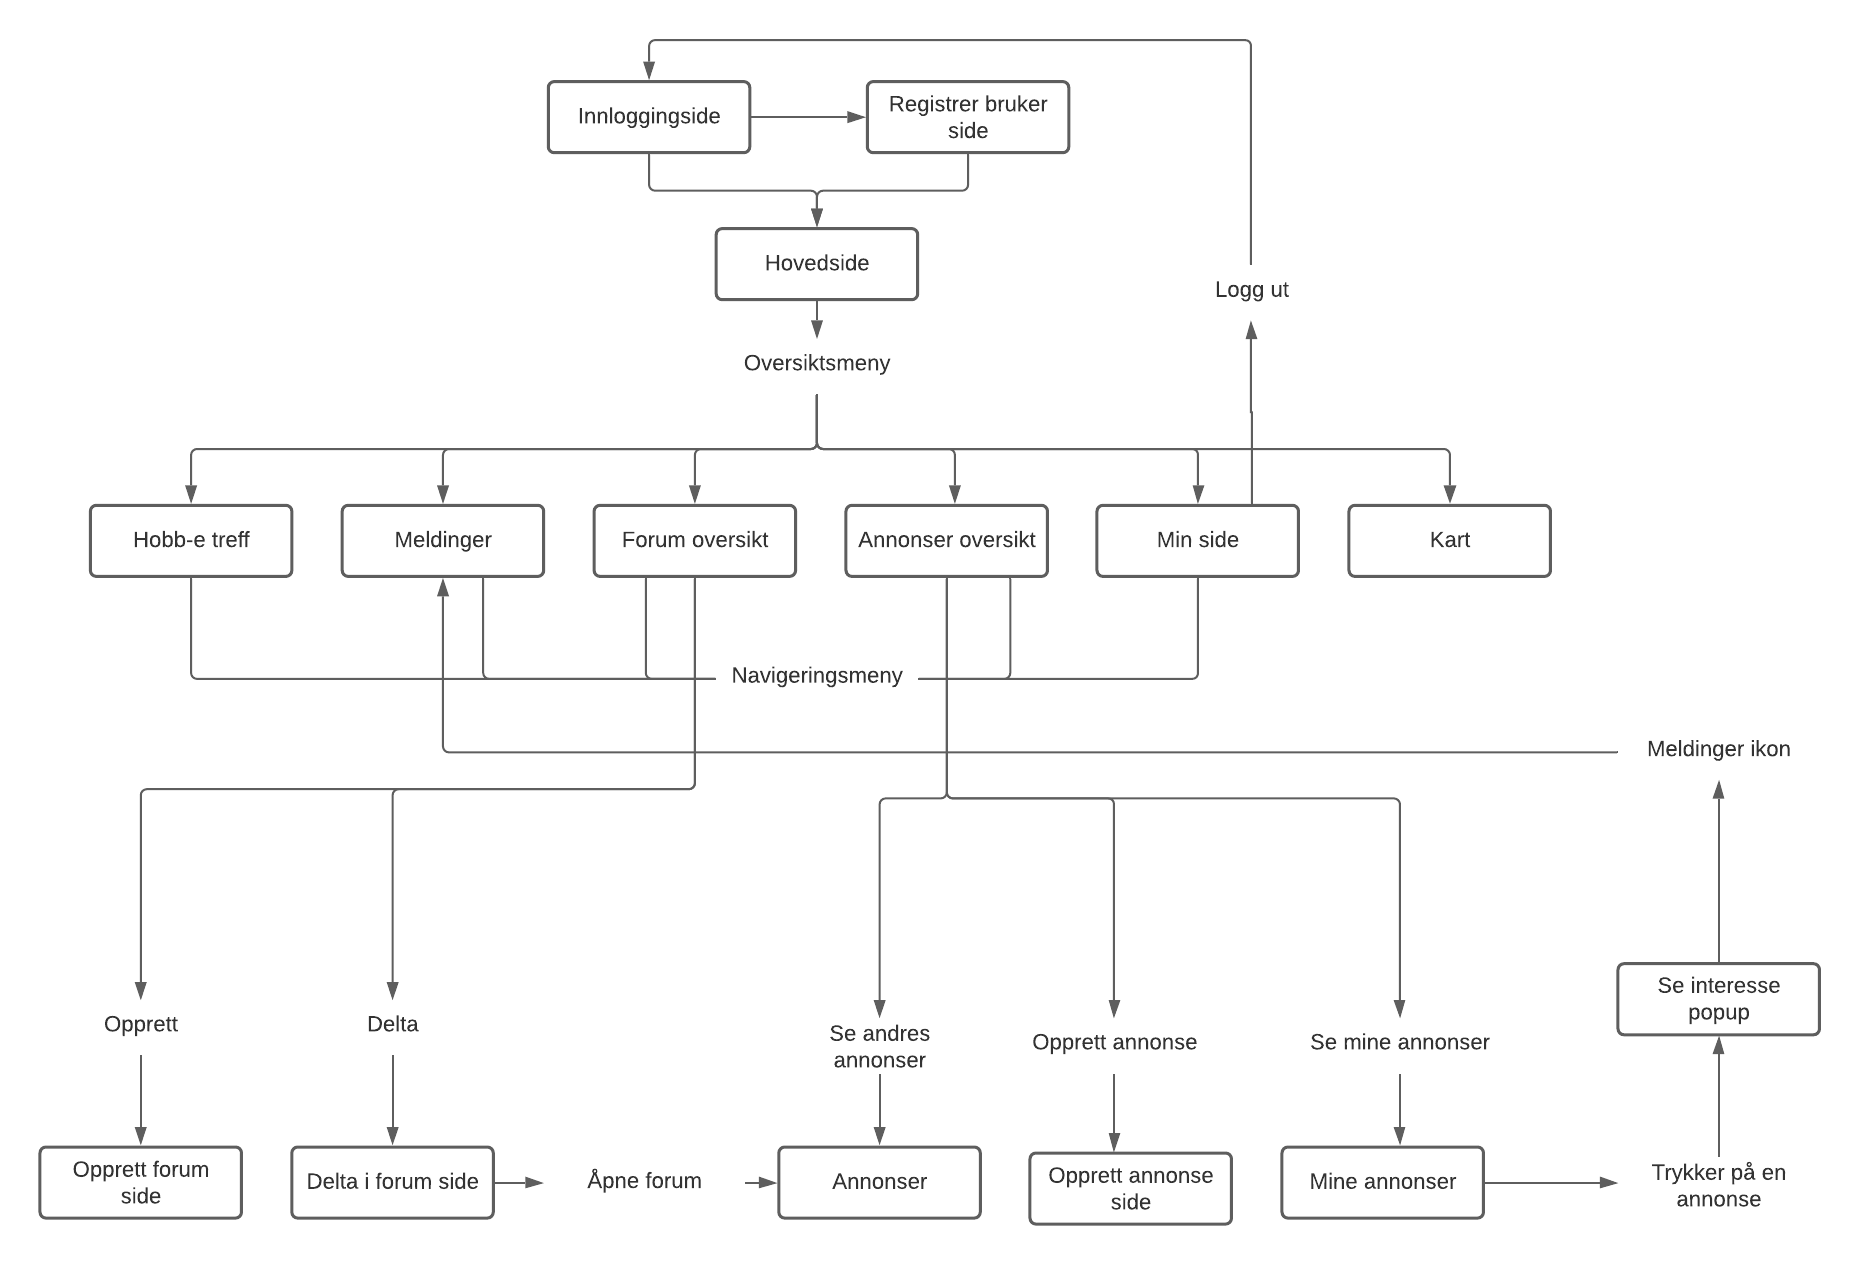 Innloggingside
Registrer bruker
side
Hovedside
Logg ut
Oversiktsmeny
Hobb-e treff
Meldinger
Forum oversikt
Annonser oversikt
Min side
Kart
Navigeringsmeny
Meldinger ikon
Se interesse
popup
Opprett
Delta
Se andres
annonser
Opprett annonse
Se mine annonser
Opprett forum
side
Delta i forum side
Åpne forum
Annonser
Opprett annonse
side
Mine annonser
Trykker på en
annonse